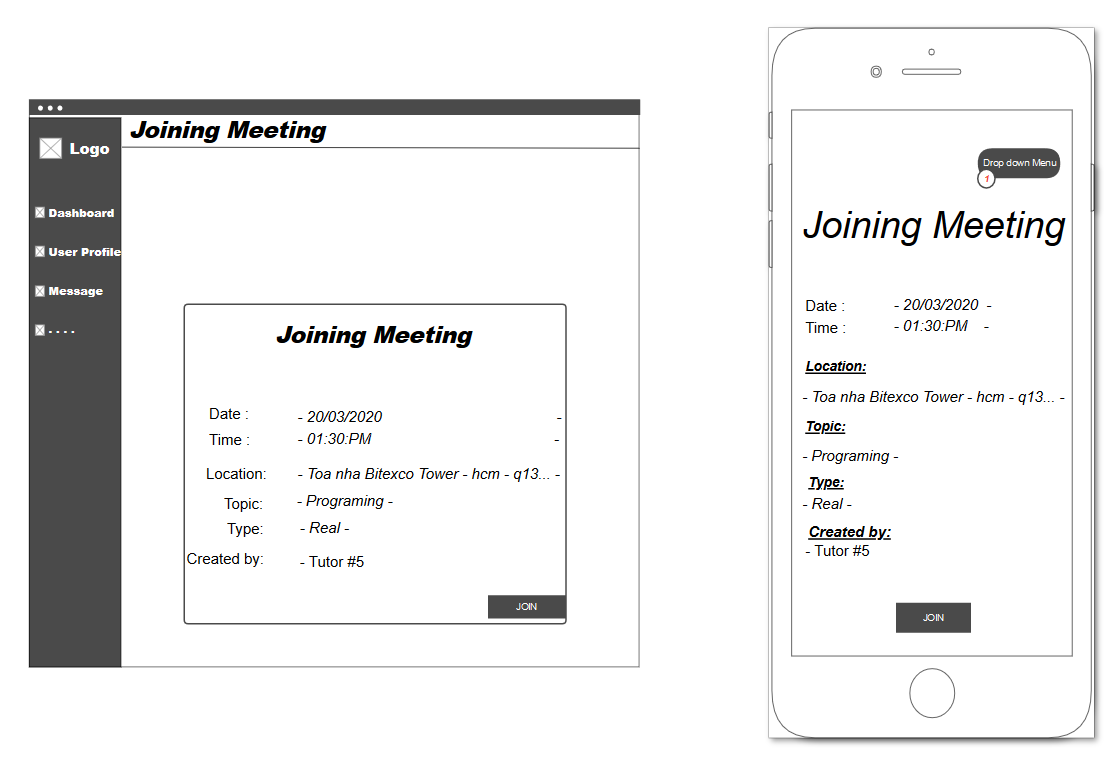 Joining Meeting
Logo
Dashboard
User Profile
Message
. . . .
Joining Meeting
Date : - 20/03/2020 -
Time : - 01:30:PM -
Location: - Toa nha Bitexco Tower - hcm - q13... -
Topic: - Programing -
Type: - Real -
Created by: - Tutor #5
JOIN
Drop down Menu
1
Joining Meeting
Date : - 20/03/2020 -
Time : - 01:30:PM -
Location:
- Toa nha Bitexco Tower - hcm - q13... -
Topic:
- Programing -
Type:
- Real -
Created by:
- Tutor #5
JOIN